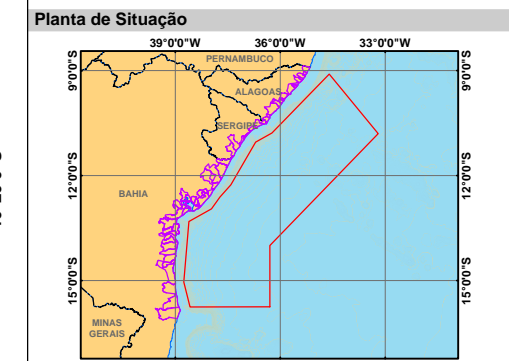 Planta de Situação
39°0'0"W 36°0'0"W 33°0'0"W
9°0'0"S 9°0'0"S
PERNAMBUCO
ALAGOAS
SERGIPE
12°0'0"S 12°0'0"S
BAHIA
15°0'0"S 15°0'0"S
MINAS
GERAIS